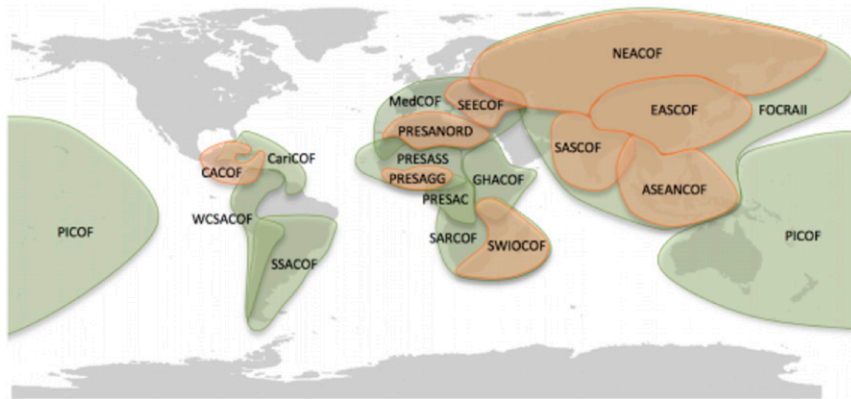 NEACOF
MedCOF
SEECOF
EASCOF
FOCRAII
PRESANORD
SASCOF
CariCOF
PRESASS
CACOF
PRESAGG
GHACOF
ASEANCOF
PRESAC
WCSACOF
PICOF
SARCOF
SWIOCOF
PICOF
SSACOF